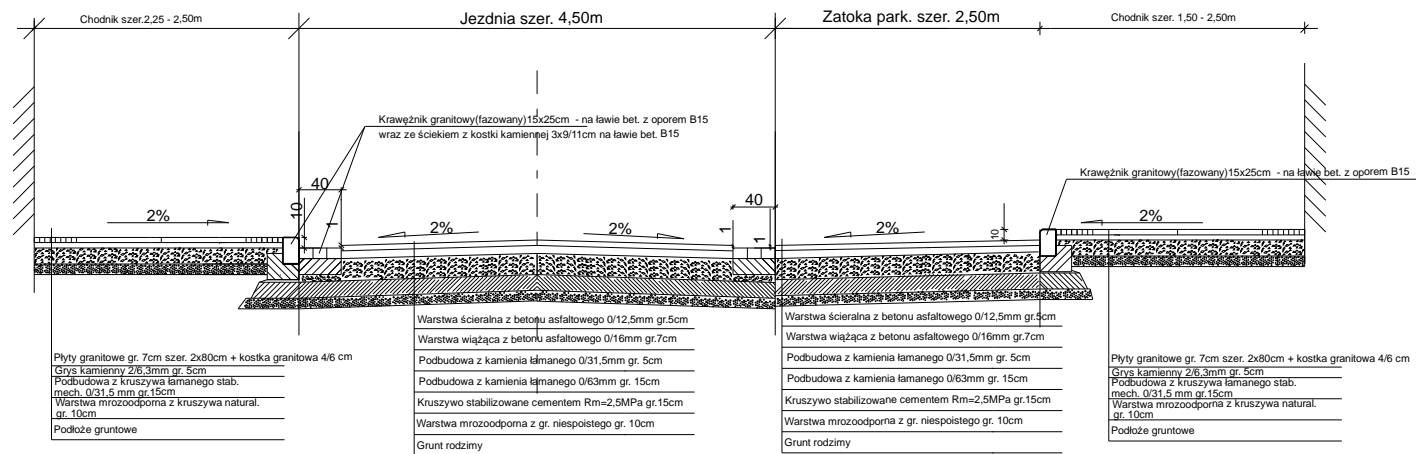 Chodnik szer.2,25 - 2,50m
Jezdnia szer. 4,50m
Zatoka park. szer. 2,50m
Chodnik szer. 1,50 - 2,50m
Krawężnik granitowy(fazowany)15x25cm - na ławie bet. z oporem B15
wraz ze ściekiem z kostki kamiennej 3x9/11cm na ławie bet. B15
Krawężnik granitowy(fazowany)15x25cm - na ławie bet. z oporem B15
40
10
1
40
1
1
10
2%
2%
2%
2%
2%
Płyty granitowe gr. 7cm szer. 2x80cm + kostka granitowa 4/6 cm
Grys kamienny 2/6,3mm gr. 5cm
Podbudowa z kruszywa łamanego stab.
mech. 0/31,5 mm gr.15cm
Warstwa mrozoodporna z kruszywa natural.
gr. 10cm
Podłoże gruntowe
Warstwa ścieralna z betonu asfaltowego 0/12,5mm gr.5cm
Warstwa wiążąca z betonu asfaltowego 0/16mm gr.7cm
Podbudowa z kamienia łamanego 0/31,5mm gr. 5cm
Podbudowa z kamienia łamanego 0/63mm gr. 15cm
Kruszywo stabilizowane cementem Rm=2,5MPa gr.15cm
Warstwa mrozoodporna z gr. niespoistego gr. 10cm
Grunt rodzimy
Warstwa ścieralna z betonu asfaltowego 0/12,5mm gr.5cm
Warstwa wiążąca z betonu asfaltowego 0/16mm gr.7cm
Podbudowa z kamienia łamanego 0/31,5mm gr. 5cm
Podbudowa z kamienia łamanego 0/63mm gr. 15cm
Kruszywo stabilizowane cementem Rm=2,5MPa gr.15cm
Warstwa mrozoodporna z gr. niespoistego gr. 10cm
Grunt rodzimy
Płyty granitowe gr. 7cm szer. 2x80cm + kostka granitowa 4/6 cm
Grys kamienny 2/6,3mm gr. 5cm
Podbudowa z kruszywa łamanego stab.
mech. 0/31,5 mm gr.15cm
Warstwa mrozoodporna z kruszywa natural.
gr. 10cm
Podłoże gruntowe